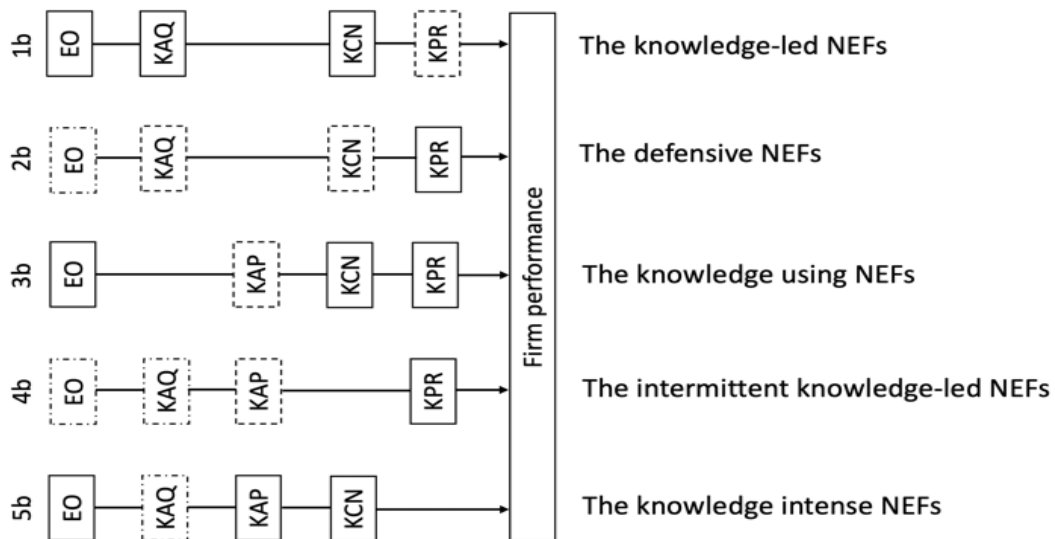 1b EO KAQ KCN KPR The knowledge-led NEFs
2b EO KAQ KCN KPR The defensive NEFs
3b EO KAP KCN KPR The knowledge using NEFs
4b EO KAQ KAP KPR The intermittent knowledge-led NEFs
5b EO KAQ KAP KCN The knowledge intense NEFs
Firm performance